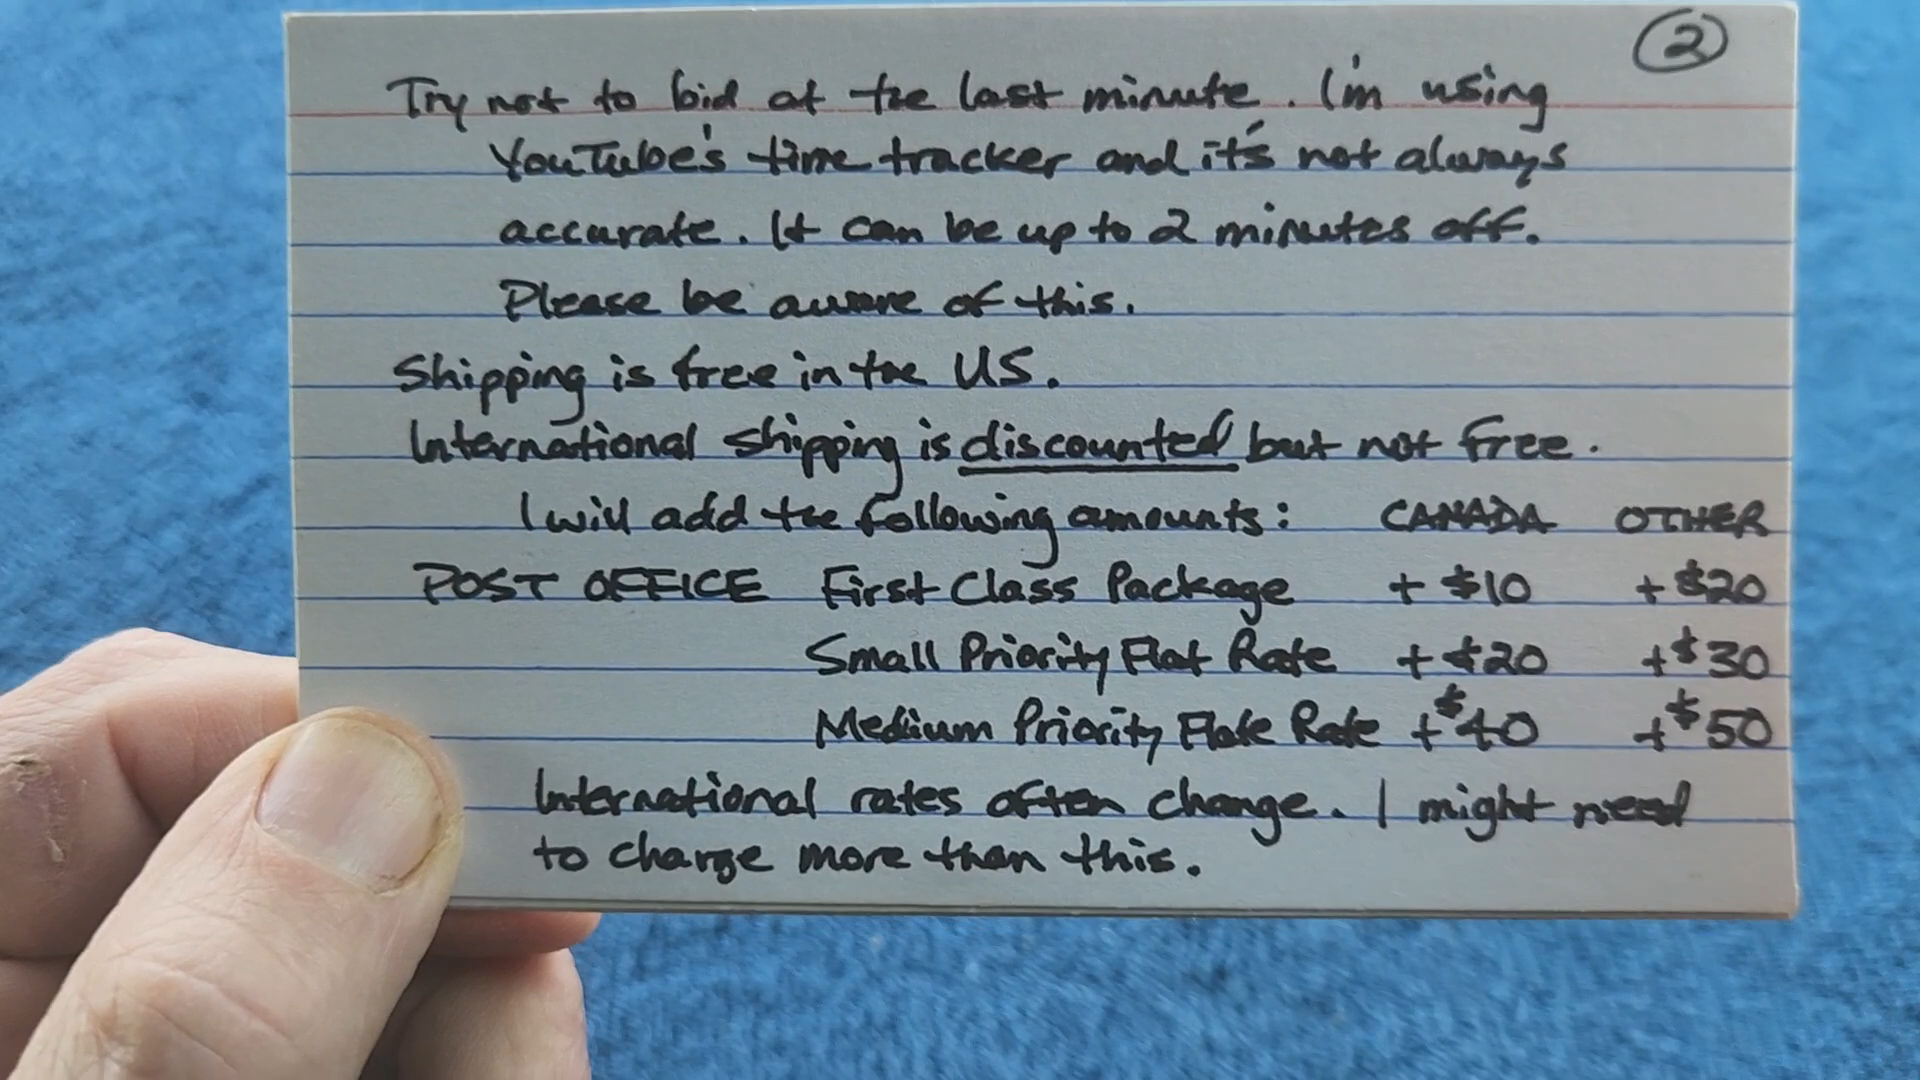 2
Try not to bid at the last minute. I'm using
YouTube's time tracker and it's not always
accurate. It can be up to 2 minutes off.
Please be aware of this.
Shipping is free in the US.
International shipping is discounted but not free.
I will add the following amounts: CANADA OTHER
POST OFFICE First Class Package +$10 +$20
Small Priority Flat Rate +$20 +$30
Medium Priority Flate Rate +$40 +$50
International rates often change. I might need
to charge more than this.